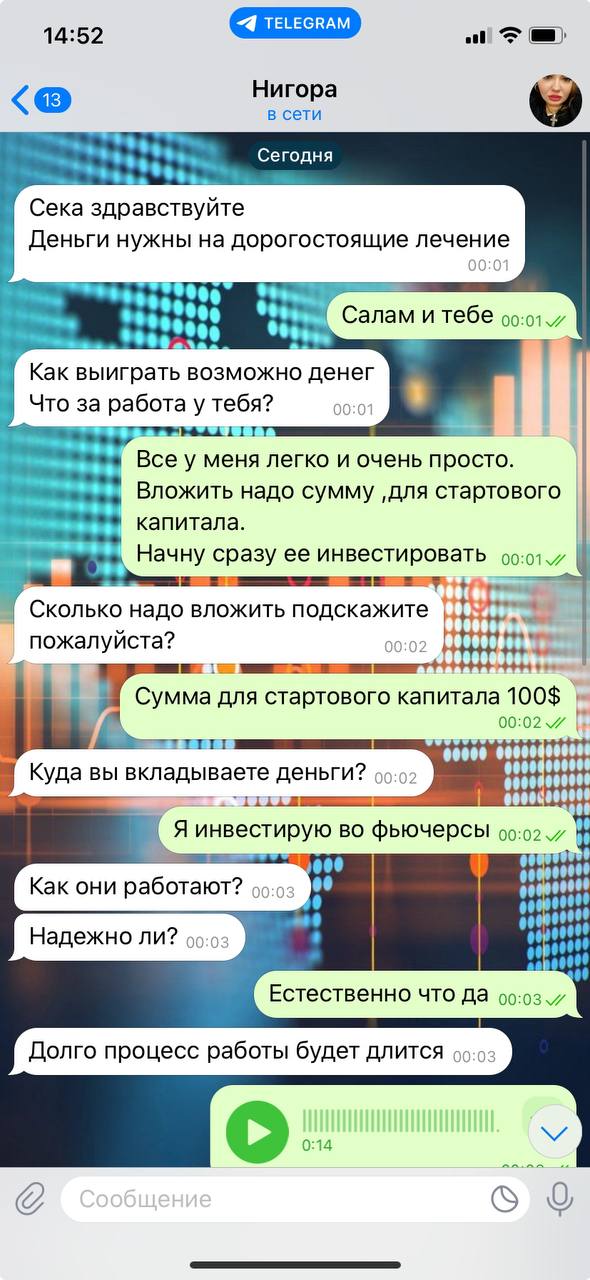 14:52
TELEGRAM
13
Нигора
в сети
Сегодня
Сека здравствуйте
Деньги нужны на дорогостоящие лечение
00:01
Салам и тебе 00:01
Как выиграть возможно денег
Что за работа у тебя? 00:01
Все у меня легко и очень просто.
Вложить надо сумму ,для стартового
капитала.
Начну сразу ее инвестировать 00:01
Сколько надо вложить подскажите
пожалуйста? 00:02
Сумма для стартового капитала 100$
00:02
Куда вы вкладываете деньги? 00:02
Я инвестирую во фьючерсы 00:02
Как они работают? 00:03
Надежно ли? 00:03
Естественно что да 00:03
Долго процесс работы будет длится 00:03
0:14
Сообщение